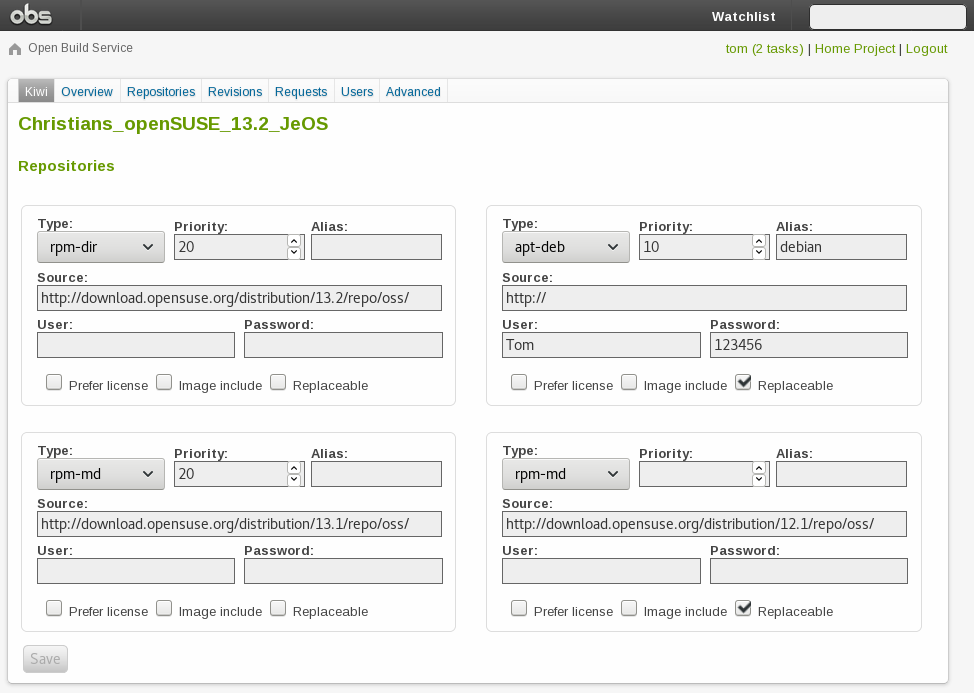 obs
Watchlist
Open Build Service
tom (2 tasks) | Home Project | Logout
Kiwi Overview Repositories Revisions Requests Users Advanced
Christians_openSUSE_13.2_JeOS
Repositories
Type: Priority: Alias:
rpm-dir 20
Source:
http://download.opensuse.org/distribution/13.2/repo/oss/
User: Password:
Prefer license Image include Replaceable
Type: Priority: Alias:
apt-deb 10 debian
Source:
http://
User: Password:
Tom 123456
Prefer license Image include Replaceable
Type: Priority: Alias:
rpm-md 20
Source:
http://download.opensuse.org/distribution/13.1/repo/oss/
User: Password:
Prefer license Image include Replaceable
Type: Priority: Alias:
rpm-md
Source:
http://download.opensuse.org/distribution/12.1/repo/oss/
User: Password:
Prefer license Image include Replaceable
Save